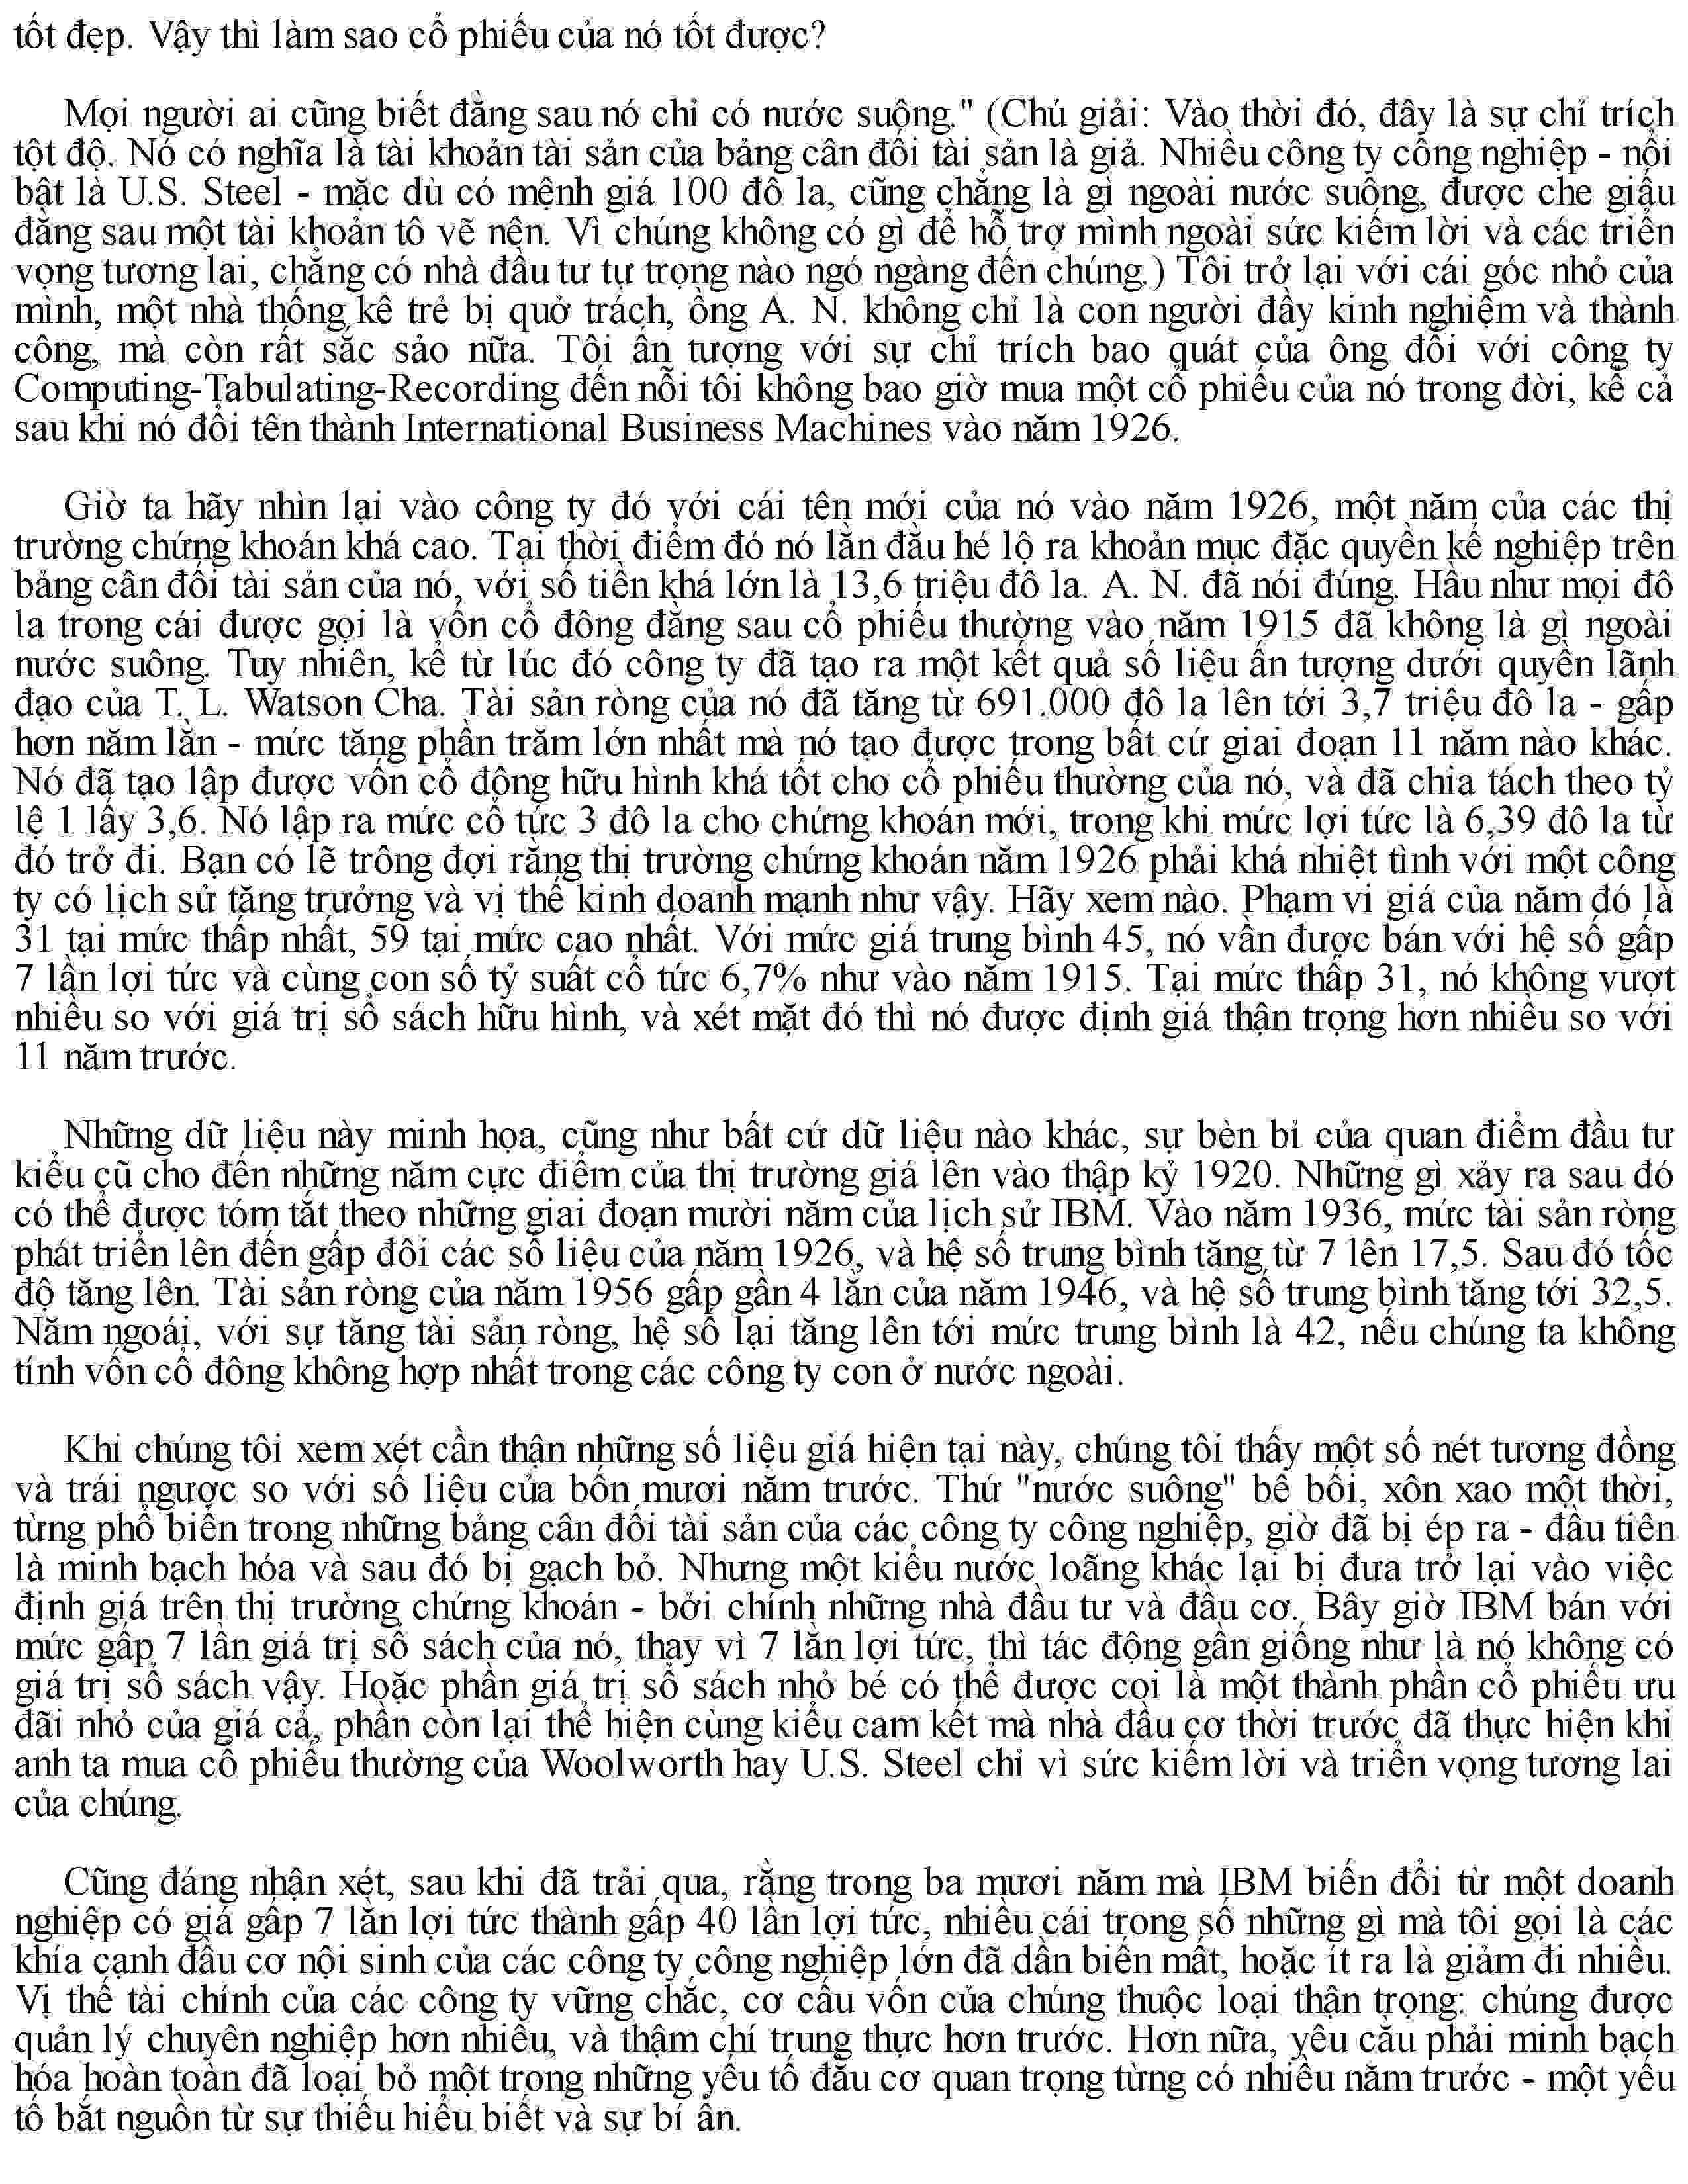 tốt đẹp. Vậy thì làm sao cổ phiếu của nó tốt được?
Mọi người ai cũng biết đằng sau nó chỉ có nước suông." (Chú giải: Vào thời đó, đây là sự chỉ trích
tột độ. Nó có nghĩa là tài khoản tài sản của bảng cân đối tài sản là giả. Nhiều công ty công nghiệp - nổi
bật là U.S. Steel - mặc dù có mệnh giá 100 đô la, cũng chẳng là gì ngoài nước suông, được che giấu
đằng sau một tài khoản tô vẽ nên. Vì chúng không có gì để hỗ trợ mình ngoài sức kiếm lời và các triển
vọng tương lai, chẳng có nhà đầu tư tự trọng nào ngó ngàng đến chúng.) Tôi trở lại với cái góc nhỏ của
mình, một nhà thống kê trẻ bị quở trách, ông A. N. không chỉ là con người đầy kinh nghiệm và thành
công, mà còn rất sắc sảo nữa. Tôi ấn tượng với sự chỉ trích bao quát của ông đối với công ty
Computing-Tabulating-Recording đến nỗi tôi không bao giờ mua một cổ phiếu của nó trong đời, kể cả
sau khi nó đổi tên thành International Business Machines vào năm 1926.
Giờ ta hãy nhìn lại vào công ty đó với cái tên mới của nó vào năm 1926, một năm của các thị
trường chứng khoán khá cao. Tại thời điểm đó nó lần đầu hé lộ ra khoản mục đặc quyền kế nghiệp trên
bảng cân đối tài sản của nó, với số tiền khá lớn là 13,6 triệu đô la. A. N. đã nói đúng. Hầu như mọi đô
la trong cái được gọi là vốn cổ đông đằng sau cổ phiếu thường vào năm 1915 đã không là gì ngoài
nước suông. Tuy nhiên, kể từ lúc đó công ty đã tạo ra một kết quả số liệu ấn tượng dưới quyền lãnh
đạo của T. L. Watson Cha. Tài sản ròng của nó đã tăng từ 691.000 đô la lên tới 3,7 triệu đô la - gấp
hơn năm lần - mức tăng phần trăm lớn nhất mà nó tạo được trong bất cứ giai đoạn 11 năm nào khác.
Nó đã tạo lập được vốn cổ đông hữu hình khá tốt cho cổ phiếu thường của nó, và đã chia tách theo tỷ
lệ 1 lấy 3,6. Nó lập ra mức cổ tức 3 đô la cho chứng khoán mới, trong khi mức lợi tức là 6,39 đô la từ
đó trở đi. Bạn có lẽ trông đợi rằng thị trường chứng khoán năm 1926 phải khá nhiệt tình với một công
ty có lịch sử tăng trưởng và vị thế kinh doanh mạnh như vậy. Hãy xem nào. Phạm vi giá của năm đó là
31 tại mức thấp nhất, 59 tại mức cao nhất. Với mức giá trung bình 45, nó vẫn được bán với hệ số gấp
7 lần lợi tức và cùng con số tỷ suất cổ tức 6,7% như vào năm 1915. Tại mức thấp 31, nó không vượt
nhiều so với giá trị sổ sách hữu hình, và xét mặt đó thì nó được định giá thận trọng hơn nhiều so với
11 năm trước.
Những dữ liệu này minh họa, cũng như bất cứ dữ liệu nào khác, sự bèn bỉ của quan điểm đầu tư
kiểu cũ cho đến những năm cực điểm của thị trường giá lên vào thập kỷ 1920. Những gì xảy ra sau đó
có thể được tóm tắt theo những giai đoạn mười năm của lịch sử IBM. Vào năm 1936, mức tài sản ròng
phát triển lên đến gấp đôi các số liệu của năm 1926, và hệ số trung bình tăng từ 7 lên 17,5. Sau đó tốc
độ tăng lên. Tài sản ròng của năm 1956 gấp gần 4 lần của năm 1946, và hệ số trung bình tăng tới 32,5.
Năm ngoái, với sự tăng tài sản ròng, hệ số lại tăng lên tới mức trung bình là 42, nếu chúng ta không
tính vốn cổ đông không hợp nhất trong các công ty con ở nước ngoài.
Khi chúng tôi xem xét cẩn thận những số liệu giá hiện tại này, chúng tôi thấy một số nét tương đồng
và trái ngược so với số liệu của bốn mươi năm trước. Thứ "nước suông" bê bối, xôn xao một thời,
từng phổ biến trong những bảng cân đối tài sản của các công ty công nghiệp, giờ đã bị ép ra - đầu tiên
là minh bạch hóa và sau đó bị gạch bỏ. Nhưng một kiểu nước loãng khác lại bị đưa trở lại vào việc
định giá trên thị trường chứng khoán - bởi chính những nhà đầu tư và đầu cơ. Bây giờ IBM bán với
mức gấp 7 lần giá trị sổ sách của nó, thay vì 7 lần lợi tức, thì tác động gần giống như là nó không có
giá trị sổ sách vậy. Hoặc phần giá trị sổ sách nhỏ bé có thể được coi là một thành phần cổ phiếu ưu
đãi nhỏ của giá cả, phần còn lại thể hiện cùng kiểu cam kết mà nhà đầu cơ thời trước đã thực hiện khi
anh ta mua cổ phiếu thường của Woolworth hay U.S. Steel chỉ vì sức kiếm lời và triển vọng tương lai
của chúng.
Cũng đáng nhận xét, sau khi đã trải qua, rằng trong ba mươi năm mà IBM biến đổi từ một doanh
nghiệp có giá gấp 7 lần lợi tức thành gấp 40 lần lợi tức, nhiều cái trong số những gì mà tôi gọi là các
khía cạnh đầu cơ nội sinh của các công ty công nghiệp lớn đã dần biến mất, hoặc ít ra là giảm đi nhiều.
Vị thế tài chính của các công ty vững chắc, cơ cấu vốn của chúng thuộc loại thận trọng: chúng được
quản lý chuyên nghiệp hơn nhiều, và thậm chí trung thực hơn trước. Hơn nữa, yêu cầu phải minh bạch
hóa hoàn toàn đã loại bỏ một trong những yếu tố đầu cơ quan trọng từng có nhiều năm trước - một yếu
tố bắt nguồn từ sự thiếu hiểu biết và sự bí ẩn.